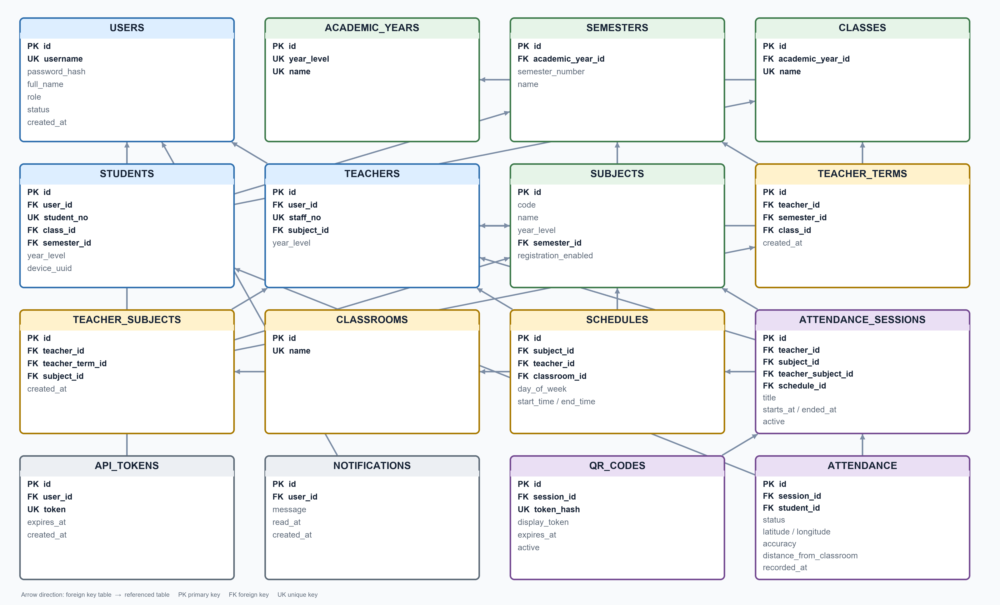 USERS
PK id
UK username
password_hash
full_name
role
status
created_at
ACADEMIC_YEARS
PK id
UK year_level
UK name
SEMESTERS
PK id
FK academic_year_id
semester_number
name
CLASSES
PK id
FK academic_year_id
UK name
STUDENTS
PK id
FK user_id
UK student_no
FK class_id
FK semester_id
year_level
device_uuid
TEACHERS
PK id
FK user_id
UK staff_no
FK subject_id
year_level
SUBJECTS
PK id
code
name
year_level
FK semester_id
registration_enabled
TEACHER_TERMS
PK id
FK teacher_id
FK semester_id
FK class_id
created_at
TEACHER_SUBJECTS
PK id
FK teacher_id
FK teacher_term_id
FK subject_id
created_at
CLASSROOMS
PK id
UK name
SCHEDULES
PK id
FK subject_id
FK teacher_id
FK classroom_id
day_of_week
start_time / end_time
ATTENDANCE_SESSIONS
PK id
FK teacher_id
FK subject_id
FK teacher_subject_id
FK schedule_id
title
starts_at / ended_at
active
API_TOKENS
PK id
FK user_id
UK token
expires_at
created_at
NOTIFICATIONS
PK id
FK user_id
message
read_at
created_at
QR_CODES
PK id
FK session_id
UK token_hash
display_token
expires_at
active
ATTENDANCE
PK id
FK session_id
FK student_id
status
latitude / longitude
accuracy
distance_from_classroom
recorded_at
Arrow direction: foreign key table → referenced table PK primary key FK foreign key UK unique key